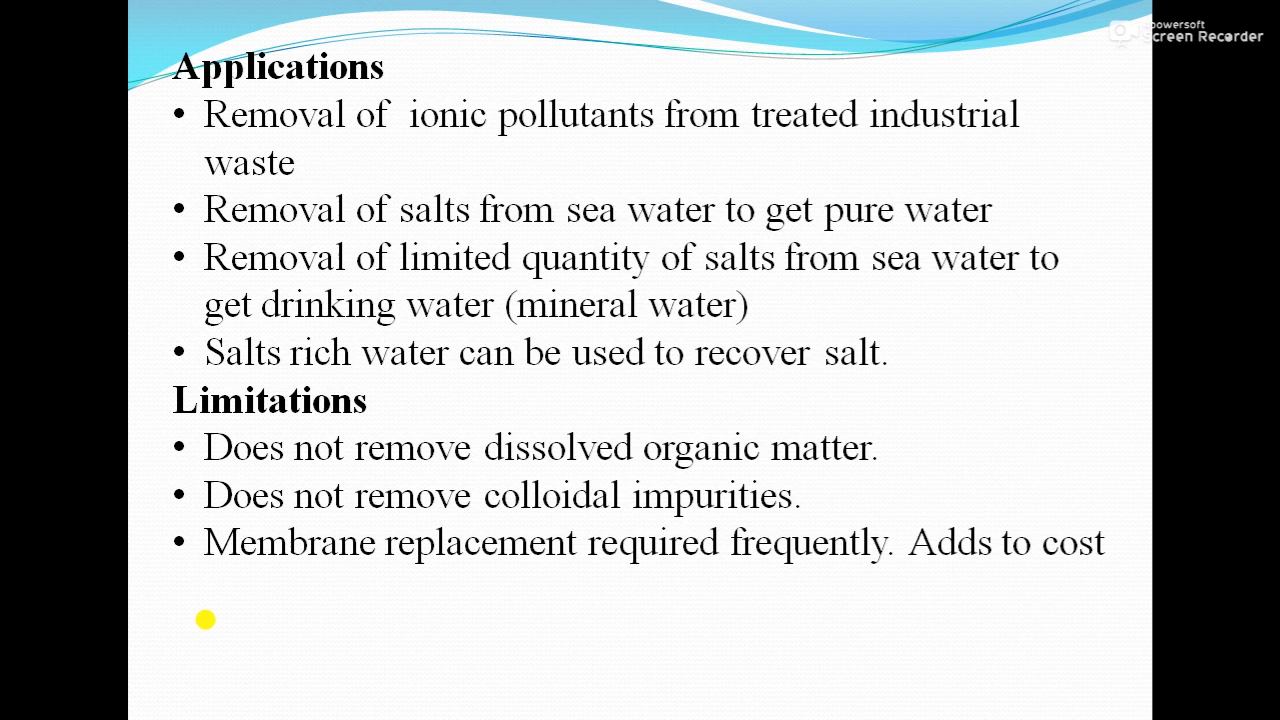 Applications
• Removal of ionic pollutants from treated industrial
waste
• Removal of salts from sea water to get pure water
• Removal of limited quantity of salts from sea water to
get drinking water (mineral water)
• Salts rich water can be used to recover salt.
Limitations
• Does not remove dissolved organic matter.
• Does not remove colloidal impurities.
• Membrane replacement required frequently. Adds to cost
Screen Recorder